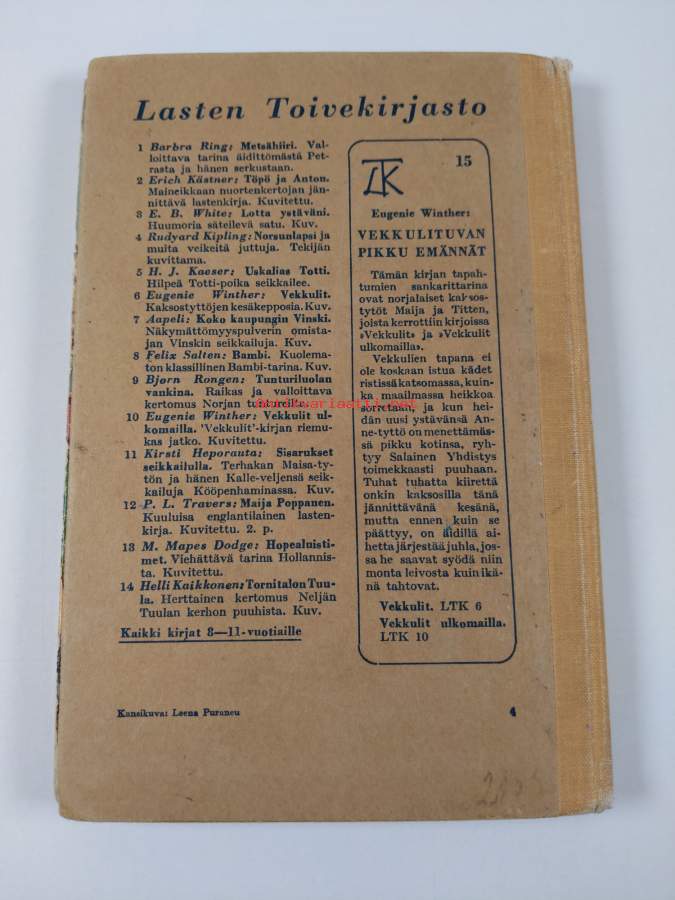 Lasten Toivekirjasto
1 Barbra Ring: Metsähiiri. Val-
loittava tarina äidittömästä Pet-
rasta ja hänen serkustaan.
2 Erich Kästner: Töpö ja Anton.
Maineikkaan nuortenkertojan jän-
nittävä lastenkirja. Kuvitettu.
3 E. B. White: Lotta ystäväni.
Huumoria säteilevä satu. Kuv.
4 Rudyard Kipling: Norsunlapsi ja
muita veikeitä juttuja. Tekijän
kuvittama.
5 H. J. Kaeser: Uskalias Totti.
Hilpeä Totti-poika seikkailee.
6 Eugenie Winther: Vekkulit.
Kaksostyttöjen kesäkepposia. Kuv.
7 Aapeli: Koko kaupungin Vinski.
Näkymättömyyspulverin omista-
jan Vinskin seikkailuja. Kuv.
8 Felix Salten: Bambi. Kuolema-
ton klassillinen Bambi-tarina. Kuv.
9 Bjørn Rongen: Tunturiluolan
vankina. Raikas ja valloittava
kertomus Norjan tuntureilta.
10 Eugenie Winther: Vekkulit ul-
komailla. 'Vekkulit'-kirjan riemu-
kas jatko. Kuvitettu.
11 Kirsti Heporauta: Sisarukset
seikkailulla. Terhakan Maisa-ty-
tön ja hänen Kalle-veljensä seik-
kailuja Kööpenhaminassa. Kuv.
12 P. L. Travers: Maija Poppanen.
Kuuluisa englantilainen lasten-
kirja. Kuvitettu. 2. p.
13 M. Mapes Dodge: Hopealuisti-
met. Viehättävä tarina Hollannis-
ta. Kuvitettu.
14 Helli Kaikkonen: Tornitalon Tuu-
la. Herttainen kertomus Neljän
Tuulan kerhon puuhista. Kuv.
Kaikki kirjat 8—11-vuotiaille
LTK 15
Eugenie Winther:
VEKKULITUVAN
PIKKU EMÄNNÄT
Tämän kirjan tapah-
tumien sankarittarina
ovat norjalaiset kaksos-
tytöt Maija ja Titten,
joista kerrottiin kirjoissa
»Vekkulit» ja »Vekkulit
ulkomailla».
Vekkulien tapana ei
ole koskaan istua kädet
ristissä katsomassa, kuin-
ka maailmassa heikkoa
sorretaan, ja kun hei-
dän uusi ystävänsä An-
ne-tyttö on menettämäs-
sä pikku kotinsa, ryh-
tyy Salainen Yhdistys
toimekkaasti puuhaan.
Tuhat tuhatta kiirettä
onkin kaksosilla tänä
jännittävänä kesänä,
mutta ennen kuin se
päättyy, on äidillä ai-
hetta järjestää juhla, jos-
sa he saavat syödä niin
monta leivosta kuin ikä-
nä tahtovat.
Vekkulit. LTK 6
Vekkulit ulkomailla.
LTK 10
Kansikuva: Leena Puranen
4
antikvariaatti.net